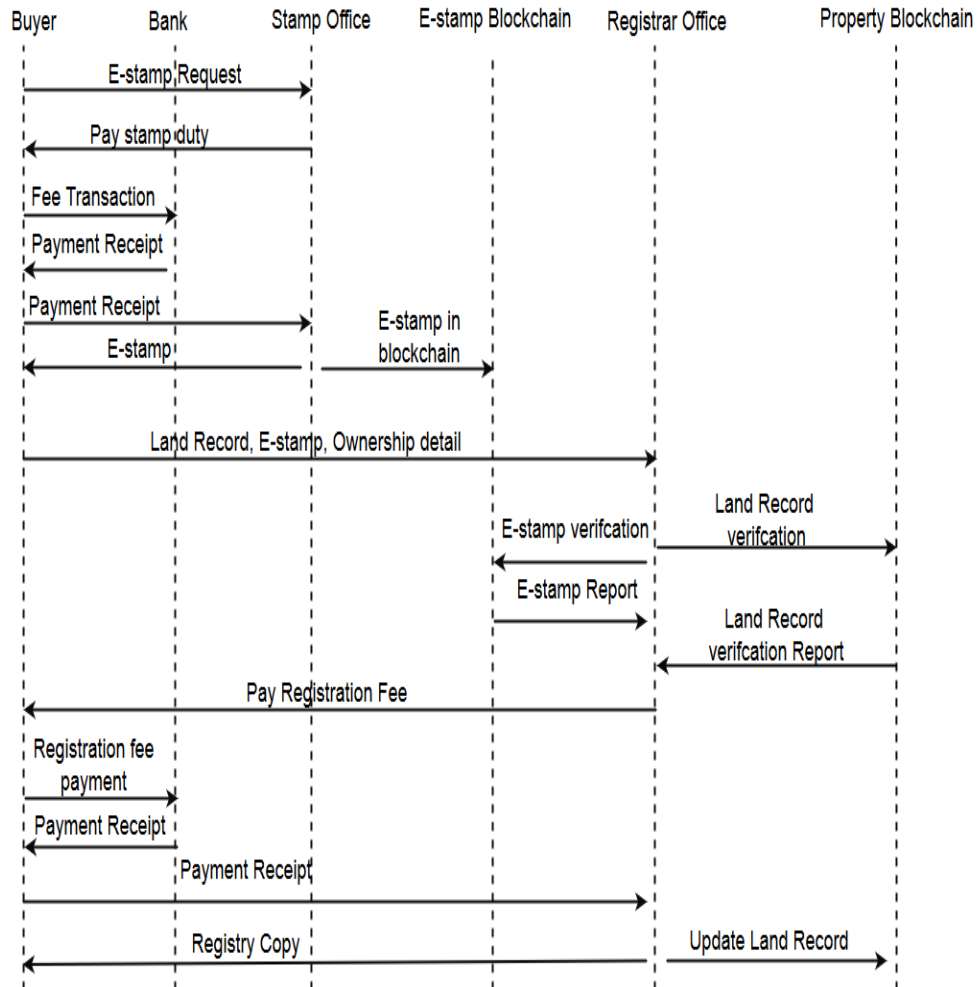 Buyer
Bank
Stamp Office
E-stamp Blockchain
Registrar Office
Property Blockchain
E-stamp Request
Pay stamp duty
Fee Transaction
Payment Receipt
Payment Receipt
E-stamp in
blockchain
E-stamp
Land Record, E-stamp, Ownership detail
Land Record
verifcation
E-stamp verifcation
E-stamp Report
Land Record
verifcation Report
Pay Registration Fee
Registration fee
payment
Payment Receipt
Payment Receipt
Registry Copy
Update Land Record